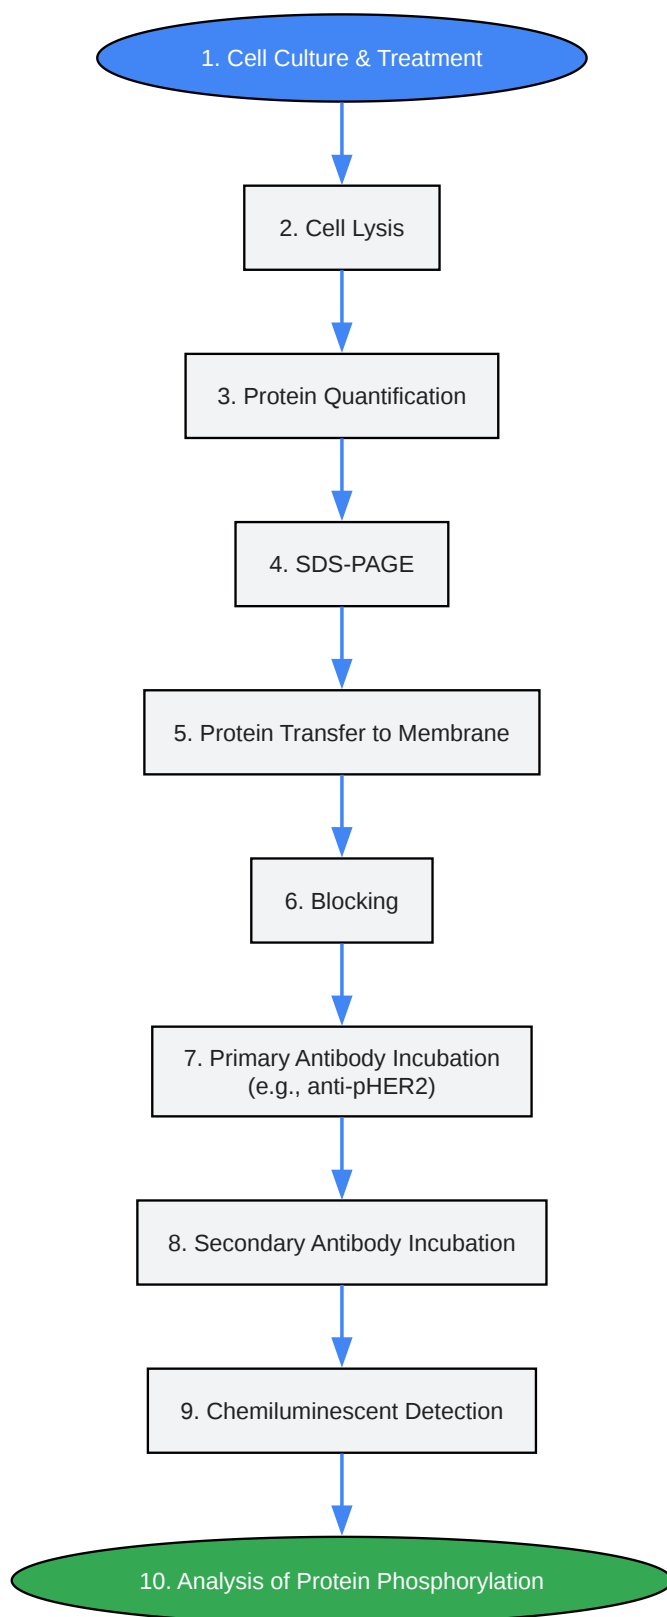 1. Cell Culture & Treatment
2. Cell Lysis
3. Protein Quantification
4. SDS-PAGE
5. Protein Transfer to Membrane
6. Blocking
7. Primary Antibody Incubation
(e.g., anti-pHER2)
8. Secondary Antibody Incubation
9. Chemiluminescent Detection
10. Analysis of Protein Phosphorylation